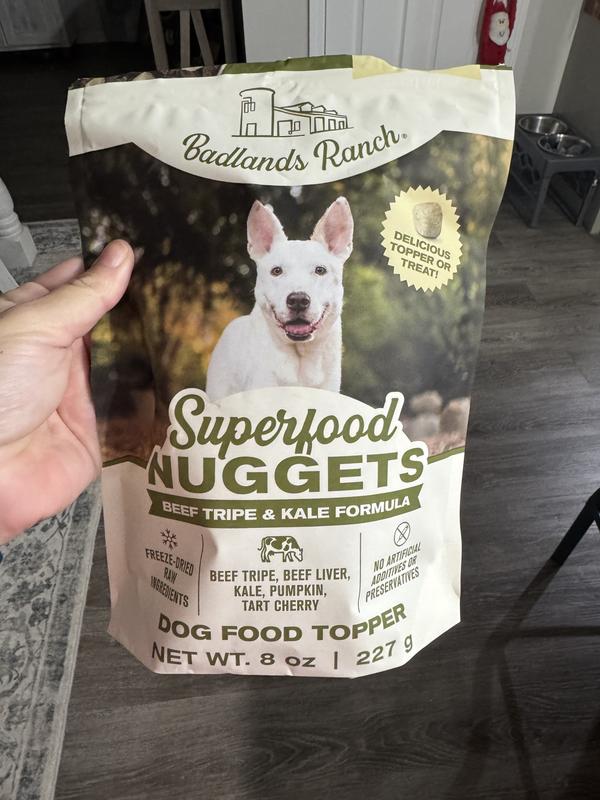 Badlands Ranch®
DELICIOUS
TOPPER OR
TREAT!
Superfood
NUGGETS
BEEF TRIPE & KALE FORMULA
FREEZE-DRIED
RAW
INGREDIENTS
BEEF TRIPE, BEEF LIVER,
KALE, PUMPKIN,
TART CHERRY
NO ARTIFICIAL
ADDITIVES OR
PRESERVATIVES
DOG FOOD TOPPER
NET WT. 8 oz | 227 g